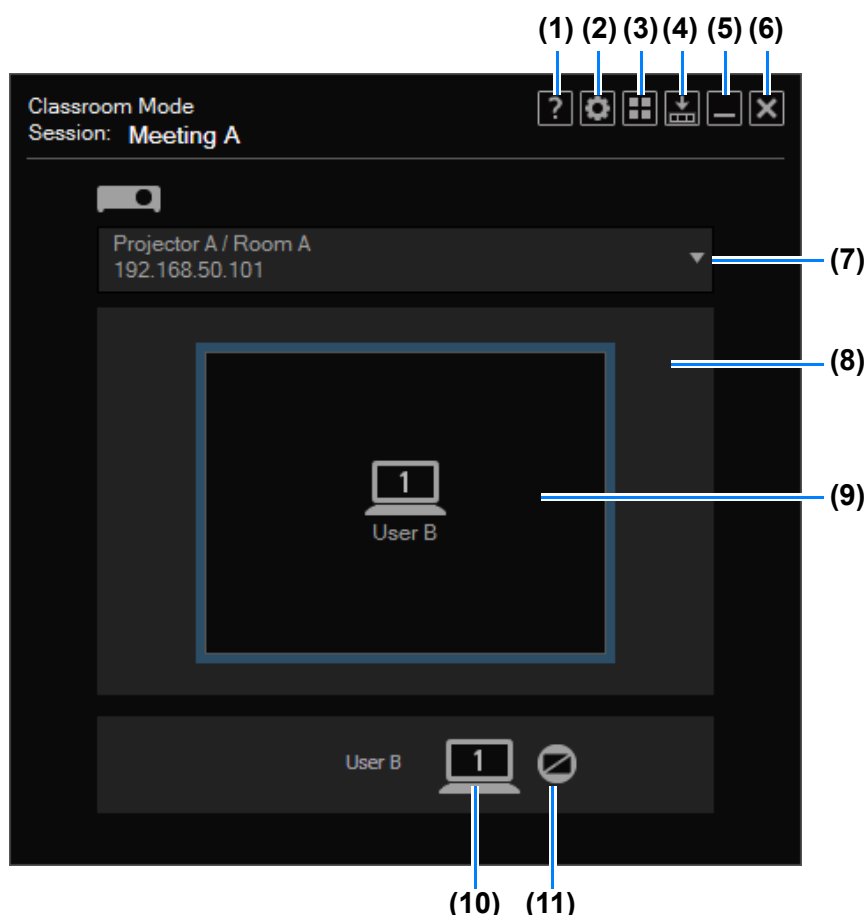 (1) (2) (3) (4) (5) (6)
Classroom Mode
Session: Meeting A
?
Projector A / Room A
192.168.50.101
(7)
(8)
1
User B
(9)
User B 1
(10) (11)